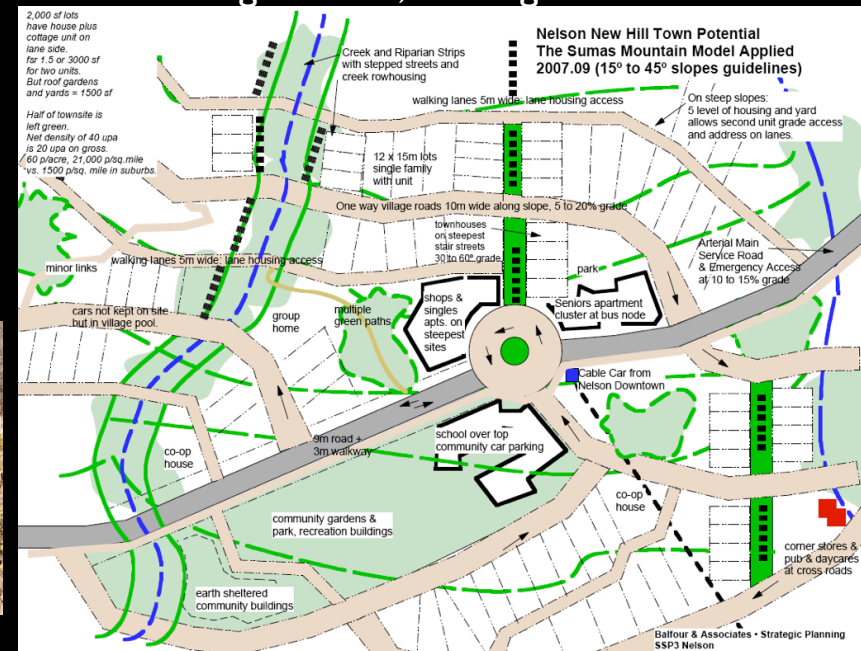 2,000 sf lots
have house plus
cottage unit on
lane side.
fsr 1.5 or 3000 sf
for two units.
But roof gardens
and yards = 1500 sf
Half of townsite is
left green.
Net density of 40 upa
is 20 upa on gross.
60 p/acre, 21,000 p/sq.mile
vs. 1500 p/sq. mile in suburbs.
Nelson New Hill Town Potential
The Sumas Mountain Model Applied
2007.09 (15º to 45º slopes guidelines)
Creek and Riparian Strips
with stepped streets and
creek rowhousing
walking lanes 5m wide: lane housing access
On steep slopes:
5 level of housing and yard
allows second unit grade access
and address on lanes.
12 x 15m lots
single family
with unit
One way village roads 10m wide along slope, 5 to 20% grade
townhouses
on steepest
stair streets
30 to 60º grade
Arterial Main
Service Road
& Emergency Access
at 10 to 15% grade
walking lanes 5m wide: lane housing access
minor links
park
shops &
singles
apts. on
steepest
sites
Seniors apartment
cluster at bus node
cars not kept on site
but in village pool.
group
home
multiple
green paths
Cable Car from
Nelson Downtown
9m road +
3m walkway
school over top
community car parking
co-op
house
co-op
house
community gardens &
park, recreation buildings
corner stores &
pub & daycares
at cross roads
earth sheltered
community buildings
Balfour & Associates • Strategic Planning
SSP3 Nelson